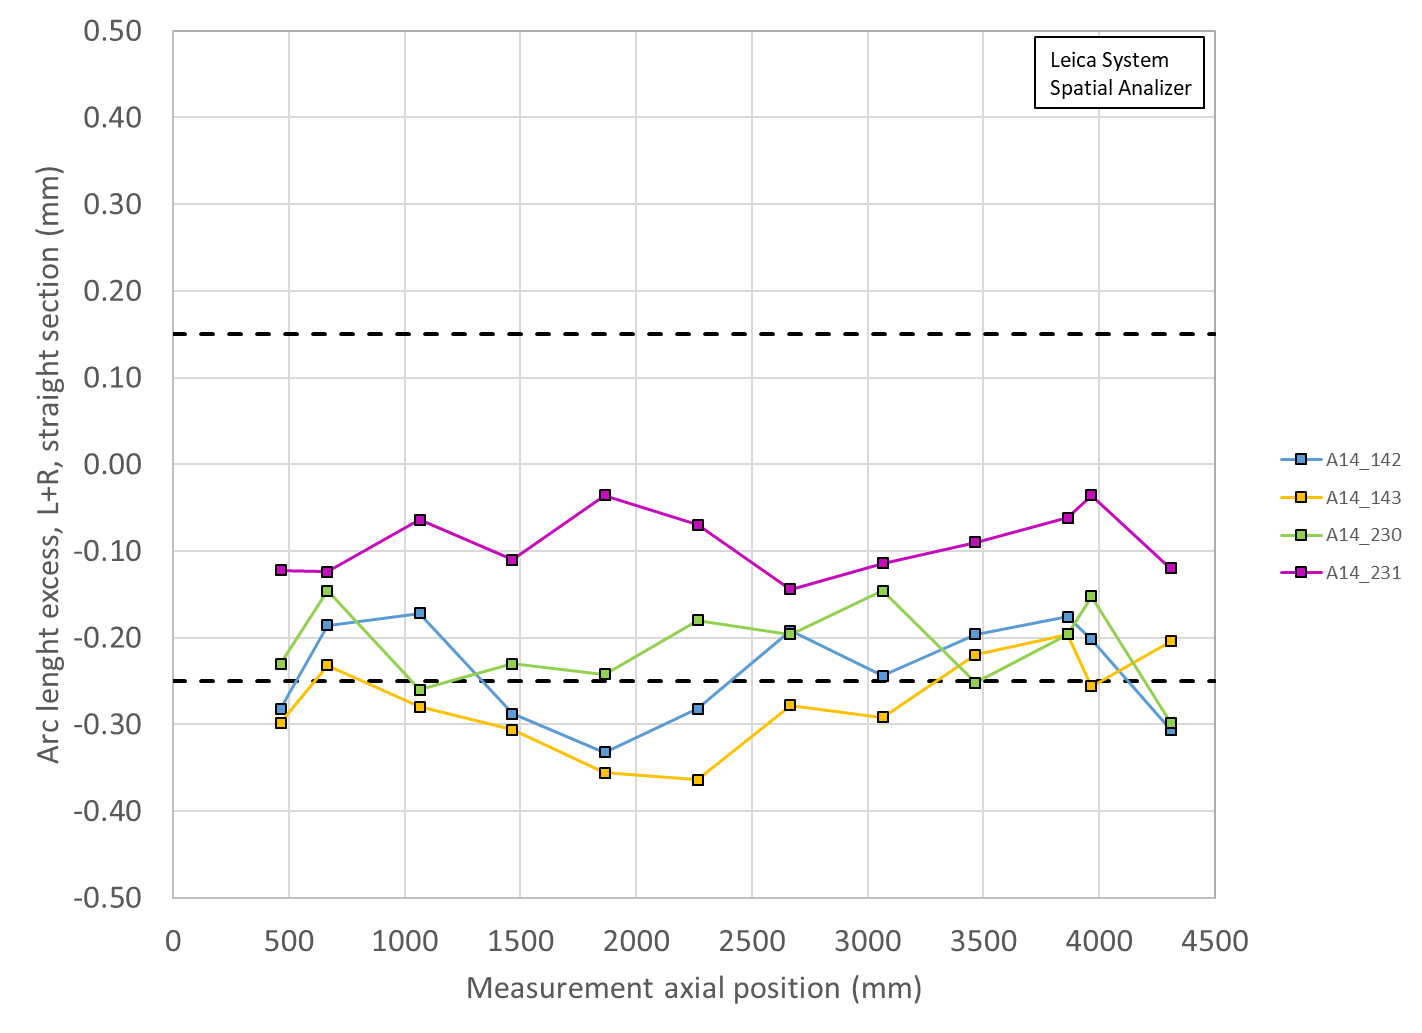 0.50
0.40
0.30
0.20
0.10
0.00
-0.10
-0.20
-0.30
-0.40
-0.50
Arc lenght excess, L+R, straight section (mm)
Leica System
Spatial Analizer
A14_142
A14_143
A14_230
A14_231
0 500 1000 1500 2000 2500 3000 3500 4000 4500
Measurement axial position (mm)